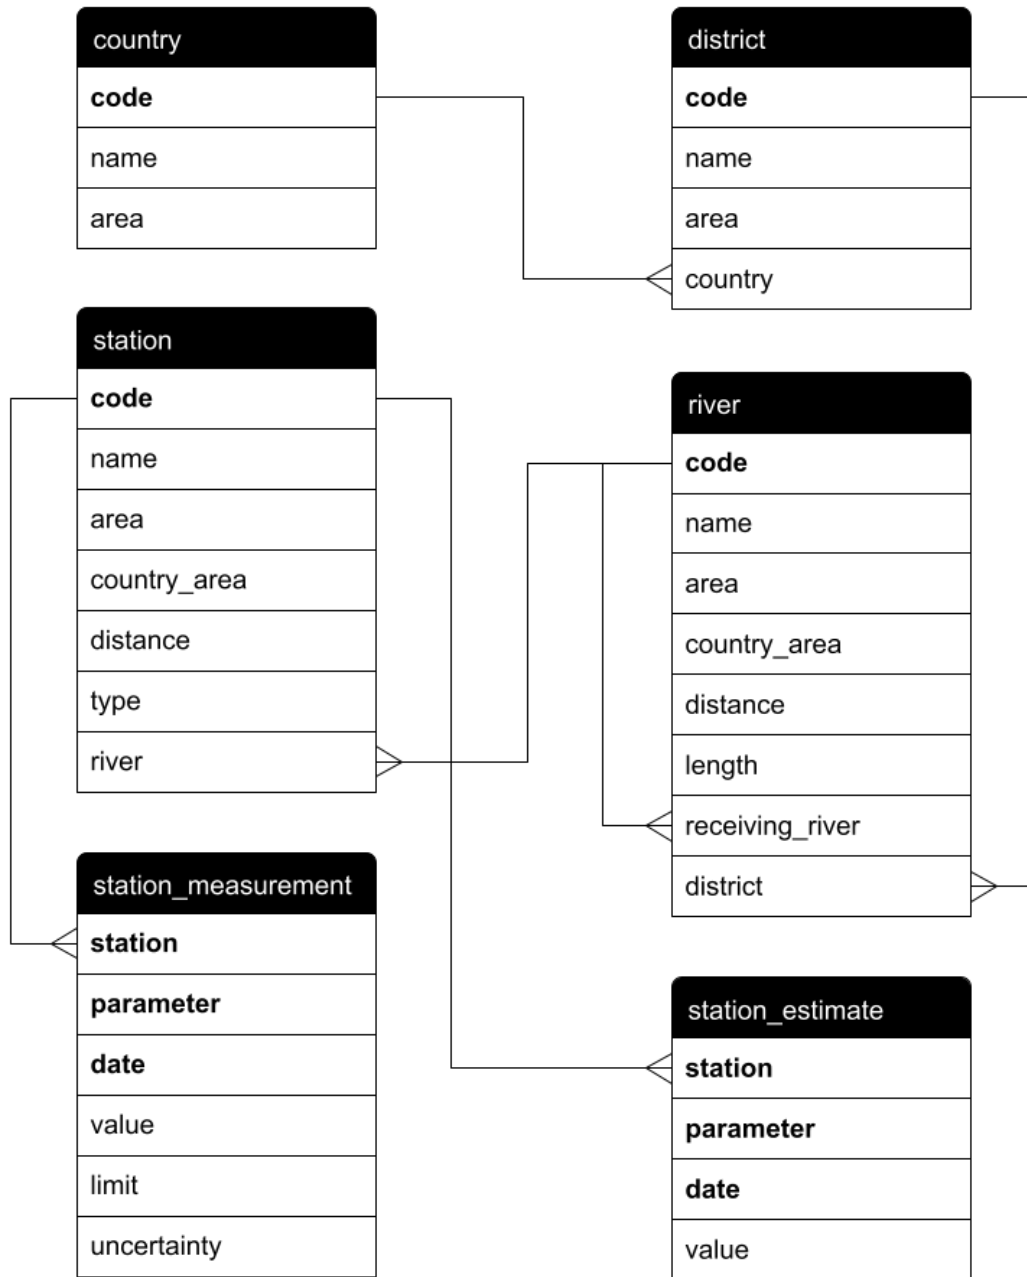 country
code
name
area
district
code
name
area
country
station
code
name
area
country_area
distance
type
river
river
code
name
area
country_area
distance
length
receiving_river
district
station_measurement
station
parameter
date
value
limit
uncertainty
station_estimate
station
parameter
date
value